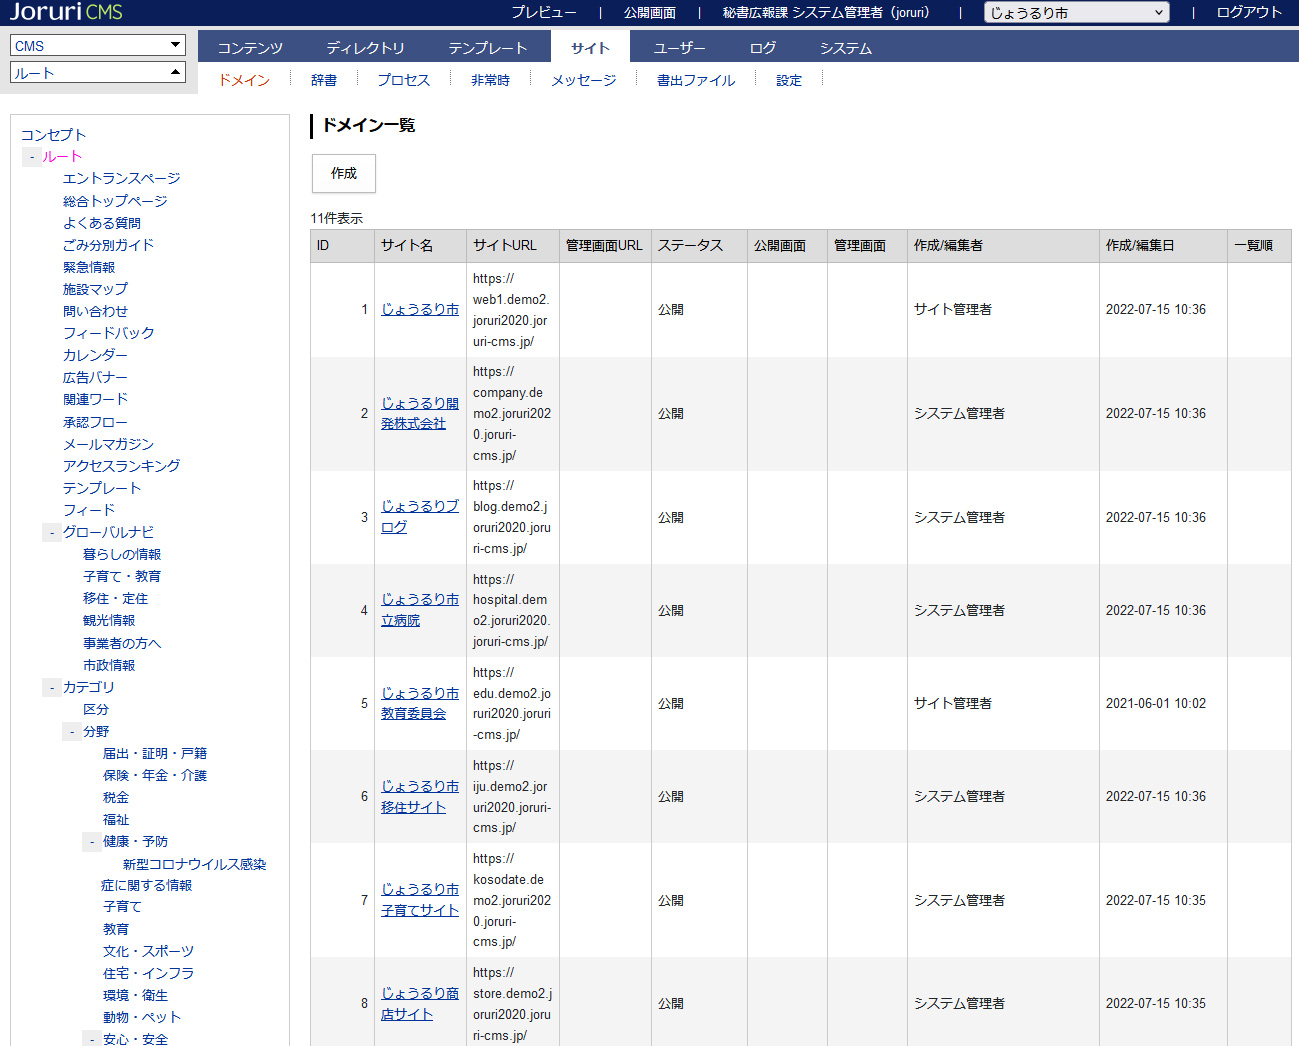 Joruri CMS
プレビュー | 公開画面 | 秘書広報課 システム管理者（joruri） | じょうるり市 | ログアウト
CMS
ルート
コンテンツ ディレクトリ テンプレート サイト ユーザー ログ システム
ドメイン 辞書 プロセス 非常時 メッセージ 書出ファイル 設定
コンセプト
- ルート
エントランスページ
総合トップページ
よくある質問
ごみ分別ガイド
緊急情報
施設マップ
問い合わせ
フィードバック
カレンダー
広告バナー
関連ワード
承認フロー
メールマガジン
アクセスランキング
テンプレート
フィード
- グローバルナビ
暮らしの情報
子育て・教育
移住・定住
観光情報
事業者の方へ
市政情報
- カテゴリ
区分
- 分野
届出・証明・戸籍
保険・年金・介護
税金
福祉
- 健康・予防
新型コロナウイルス感染
症に関する情報
子育て
教育
文化・スポーツ
住宅・インフラ
環境・衛生
動物・ペット
- 安心・安全
ドメイン一覧
作成
11件表示
ID サイト名 サイトURL 管理画面URL ステータス 公開画面 管理画面 作成/編集者 作成/編集日 一覧順
https://
web1.demo2.
1 じょうるり市 公開 サイト管理者 2022-07-15 10:36
joruri2020.jor
uri-cms.jp/
https://
company.de
じょうるり開
2 mo2.joruri202 公開 システム管理者 2022-07-15 10:36
発株式会社
0.joruri-
cms.jp/
https://
じょうるりブ blog.demo2.j
3 公開 システム管理者 2022-07-15 10:36
ログ oruri2020.joru
ri-cms.jp/
https://
じょうるり市 hospital.dem
4 公開 システム管理者 2022-07-15 10:36
立病院 o2.joruri2020.
joruri-cms.jp/
https://
じょうるり市 edu.demo2.jo
5 公開 サイト管理者 2021-06-01 10:02
教育委員会 ruri2020.joruri
-cms.jp/
https://
じょうるり市 iju.demo2.jor
6 公開 システム管理者 2022-07-15 10:36
移住サイト uri2020.joruri-
cms.jp/
https://
kosodate.de
じょうるり市
7 mo2.joruri202 公開 システム管理者 2022-07-15 10:35
子育てサイト
0.joruri-
cms.jp/
https://
じょうるり商 store.demo2.j
8 公開 システム管理者 2022-07-15 10:35
店サイト oruri2020.joru
ri-cms.jp/